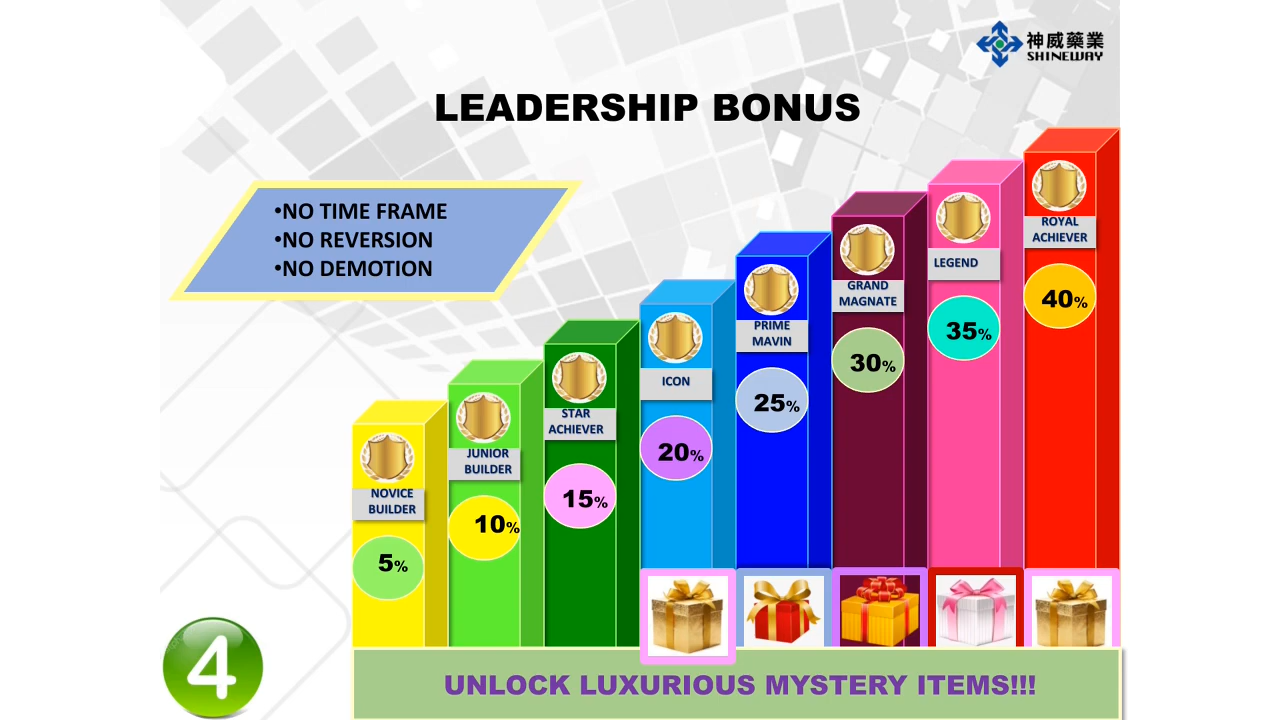 神威藥業
SHINEWAY
LEADERSHIP BONUS
•NO TIME FRAME
•NO REVERSION
•NO DEMOTION
NOVICE
BUILDER
5%
JUNIOR
BUILDER
10%
STAR
ACHIEVER
15%
ICON
20%
PRIME
MAVIN
25%
GRAND
MAGNATE
30%
LEGEND
35%
ROYAL
ACHIEVER
40%
4
UNLOCK LUXURIOUS MYSTERY ITEMS!!!